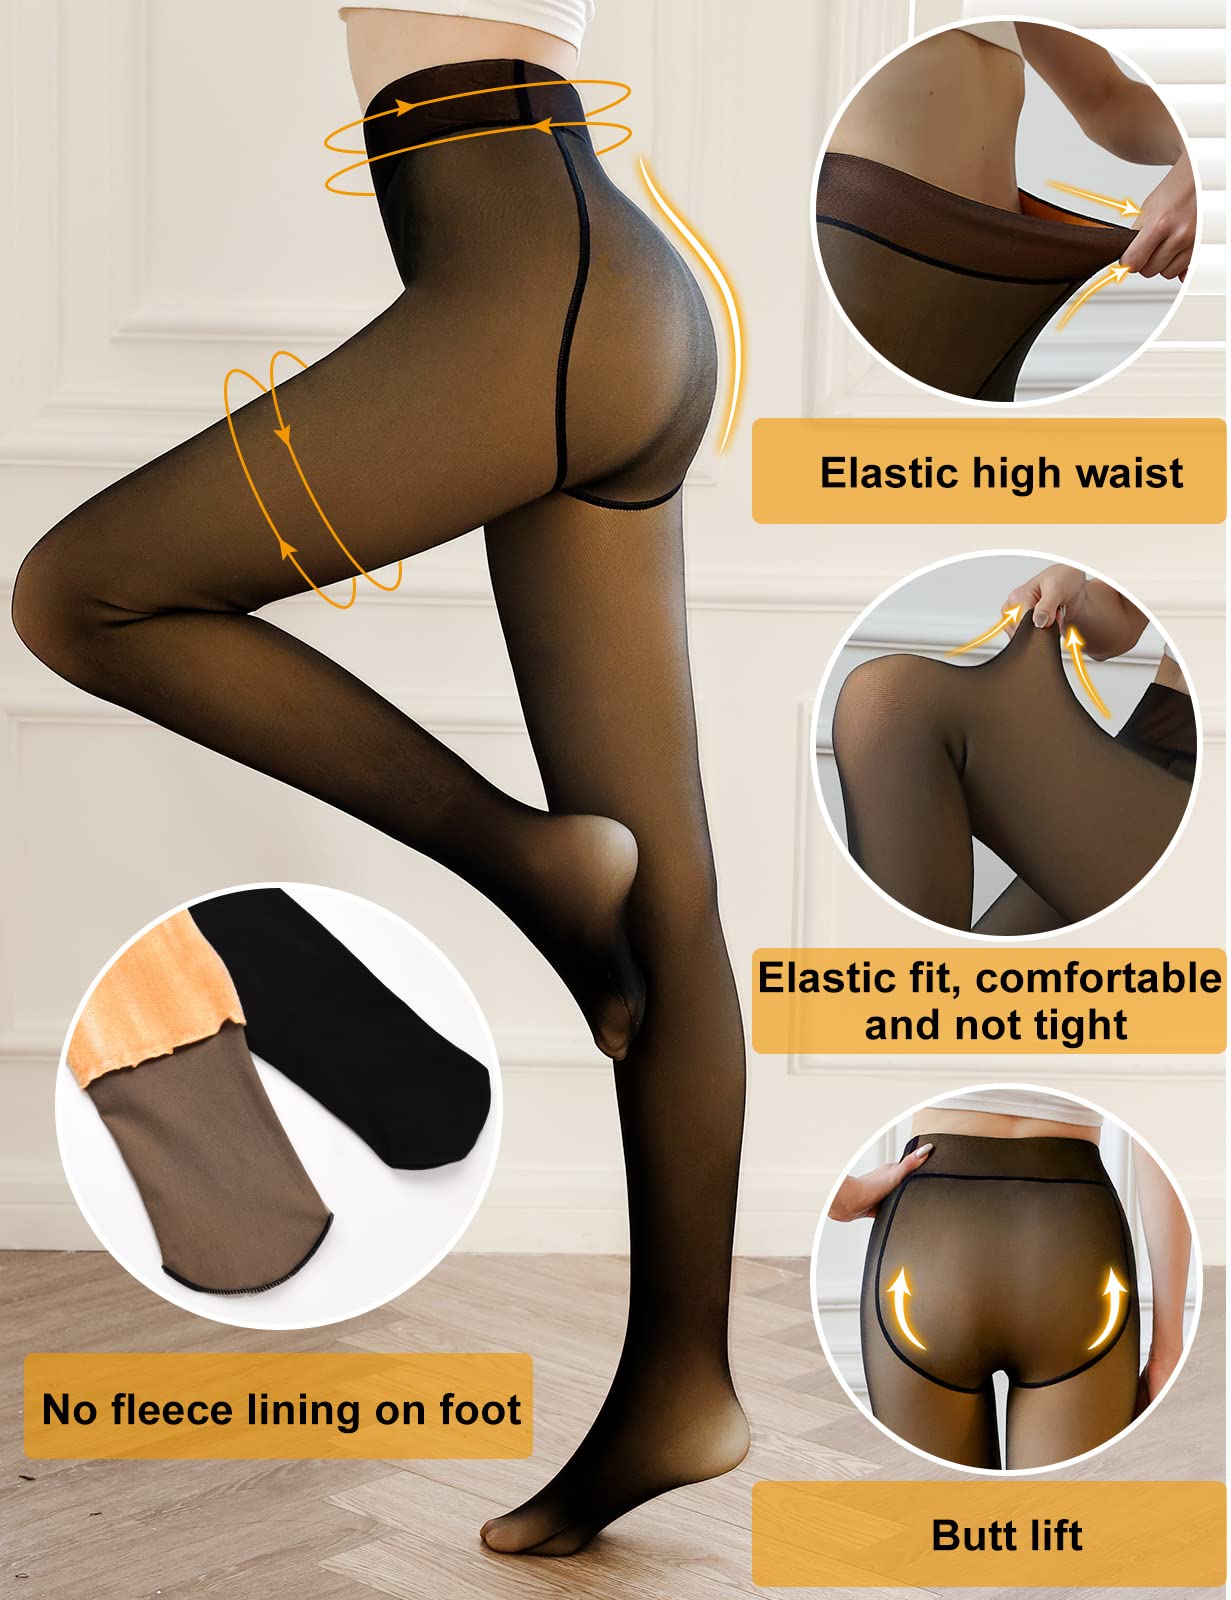 Elastic high waist
Elastic fit, comfortable
and not tight
No fleece lining on foot
Butt lift